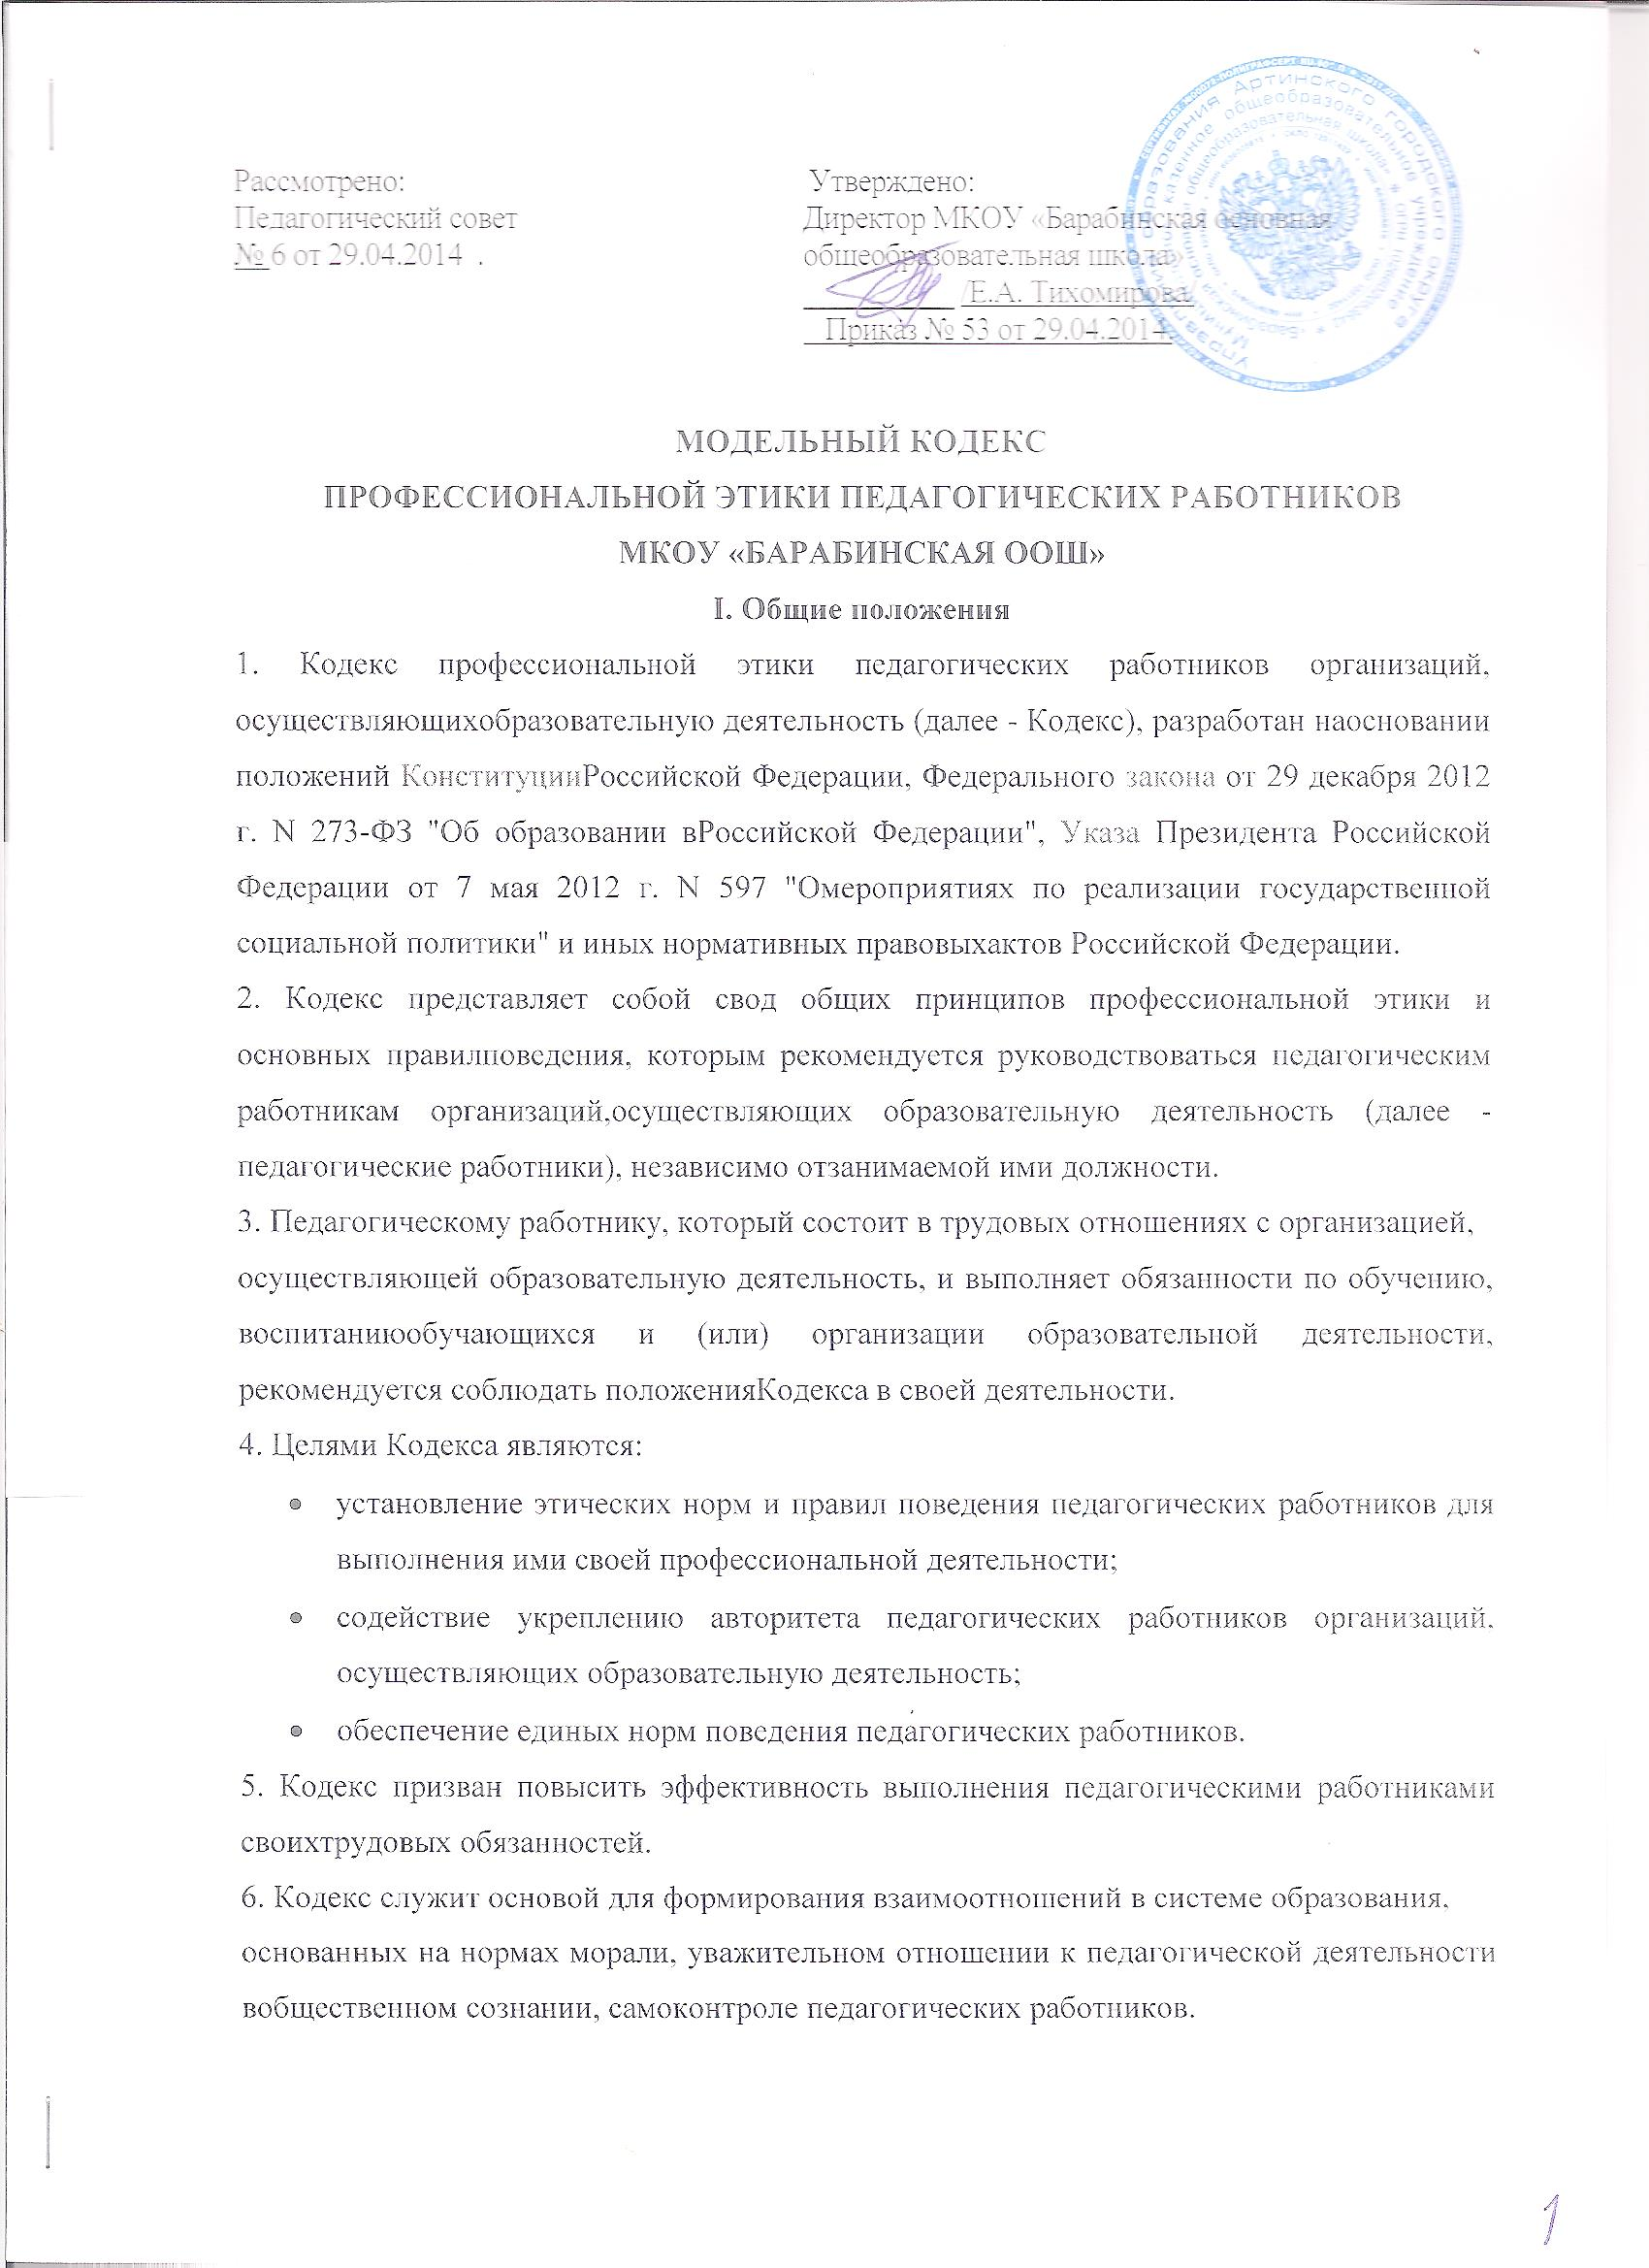 Рассмотрено:
Педагогический совет
№ 6 от 29.04.2014 .
Утверждено:
Директор МКОУ «Барабинская основная
общеобразовательная школа»
/Е.А. Тихомирова/
Приказ № 53 от 29.04.2014.
МОДЕЛЬНЫЙ КОДЕКС
ПРОФЕССИОНАЛЬНОЙ ЭТИКИ ПЕДАГОГИЧЕСКИХ РАБОТНИКОВ
МКОУ «БАРАБИНСКАЯ ООШ»
I. Общие положения
1. Кодекс профессиональной этики педагогических работников организаций,
осуществляющихобразовательную деятельность (далее - Кодекс), разработан наосновании
положений КонституцииРоссийской Федерации, Федерального закона от 29 декабря 2012
г. N 273-ФЗ "Об образовании вРоссийской Федерации", Указа Президента Российской
Федерации от 7 мая 2012 г. N 597 "Омероприятиях по реализации государственной
социальной политики" и иных нормативных правовыхактов Российской Федерации.
2. Кодекс представляет собой свод общих принципов профессиональной этики и
основных правилповедения, которым рекомендуется руководствоваться педагогическим
работникам организаций,осуществляющих образовательную деятельность (далее -
педагогические работники), независимо отзанимаемой ими должности.
3. Педагогическому работнику, который состоит в трудовых отношениях с организацией,
осуществляющей образовательную деятельность, и выполняет обязанности по обучению,
воспитаниюобучающихся и (или) организации образовательной деятельности,
рекомендуется соблюдать положенияКодекса в своей деятельности.
4. Целями Кодекса являются:
• установление этических норм и правил поведения педагогических работников для
выполнения ими своей профессиональной деятельности;
• содействие укреплению авторитета педагогических работников организаций,
осуществляющих образовательную деятельность;
• обеспечение единых норм поведения педагогических работников.
5. Кодекс призван повысить эффективность выполнения педагогическими работниками
своихтрудовых обязанностей.
6. Кодекс служит основой для формирования взаимоотношений в системе образования,
основанных на нормах морали, уважительном отношении к педагогической деятельности
вобщественном сознании, самоконтроле педагогических работников.
1